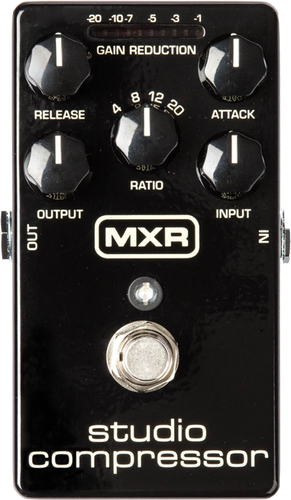 -20 -10 -7 -5 -3 -1
GAIN REDUCTION
RELEASE
ATTACK
4 8 12 20
RATIO
OUTPUT
INPUT
OUT
IN
MXR
studio
compressor